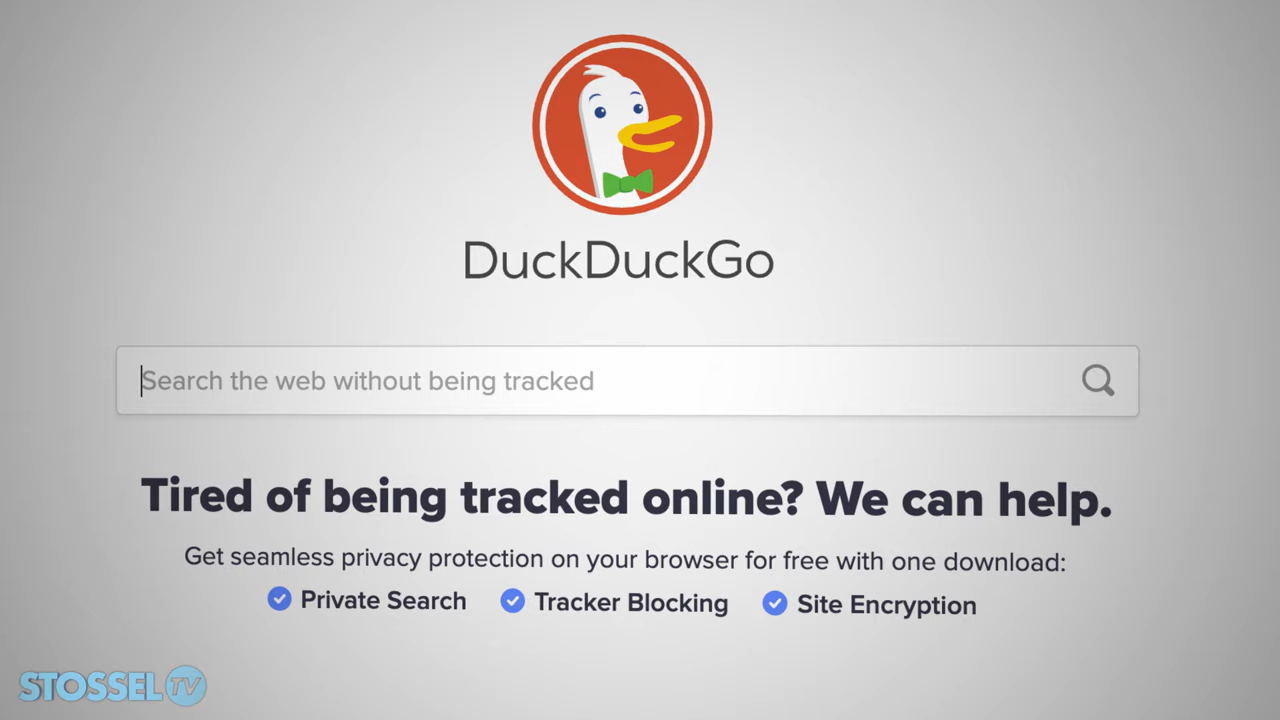 DuckDuckGo
Search the web without being tracked
Tired of being tracked online? We can help.
Get seamless privacy protection on your browser for free with one download:
Private Search Tracker Blocking Site Encryption
STOSSEL TV